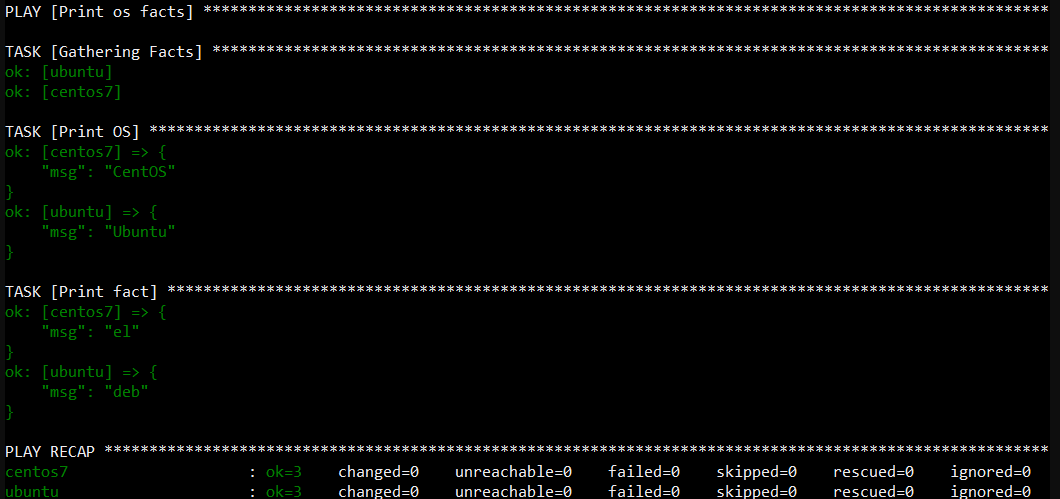 PLAY [Print os facts] **********************************************************************************************
TASK [Gathering Facts] *********************************************************************************************
ok: [ubuntu]
ok: [centos7]
TASK [Print OS] ****************************************************************************************************
ok: [centos7] => {
    "msg": "CentOS"
}
ok: [ubuntu] => {
    "msg": "Ubuntu"
}
TASK [Print fact] **************************************************************************************************
ok: [centos7] => {
    "msg": "el"
}
ok: [ubuntu] => {
    "msg": "deb"
}
PLAY RECAP *********************************************************************************************************
centos7                    : ok=3    changed=0    unreachable=0    failed=0    skipped=0    rescued=0    ignored=0
ubuntu                     : ok=3    changed=0    unreachable=0    failed=0    skipped=0    rescued=0    ignored=0